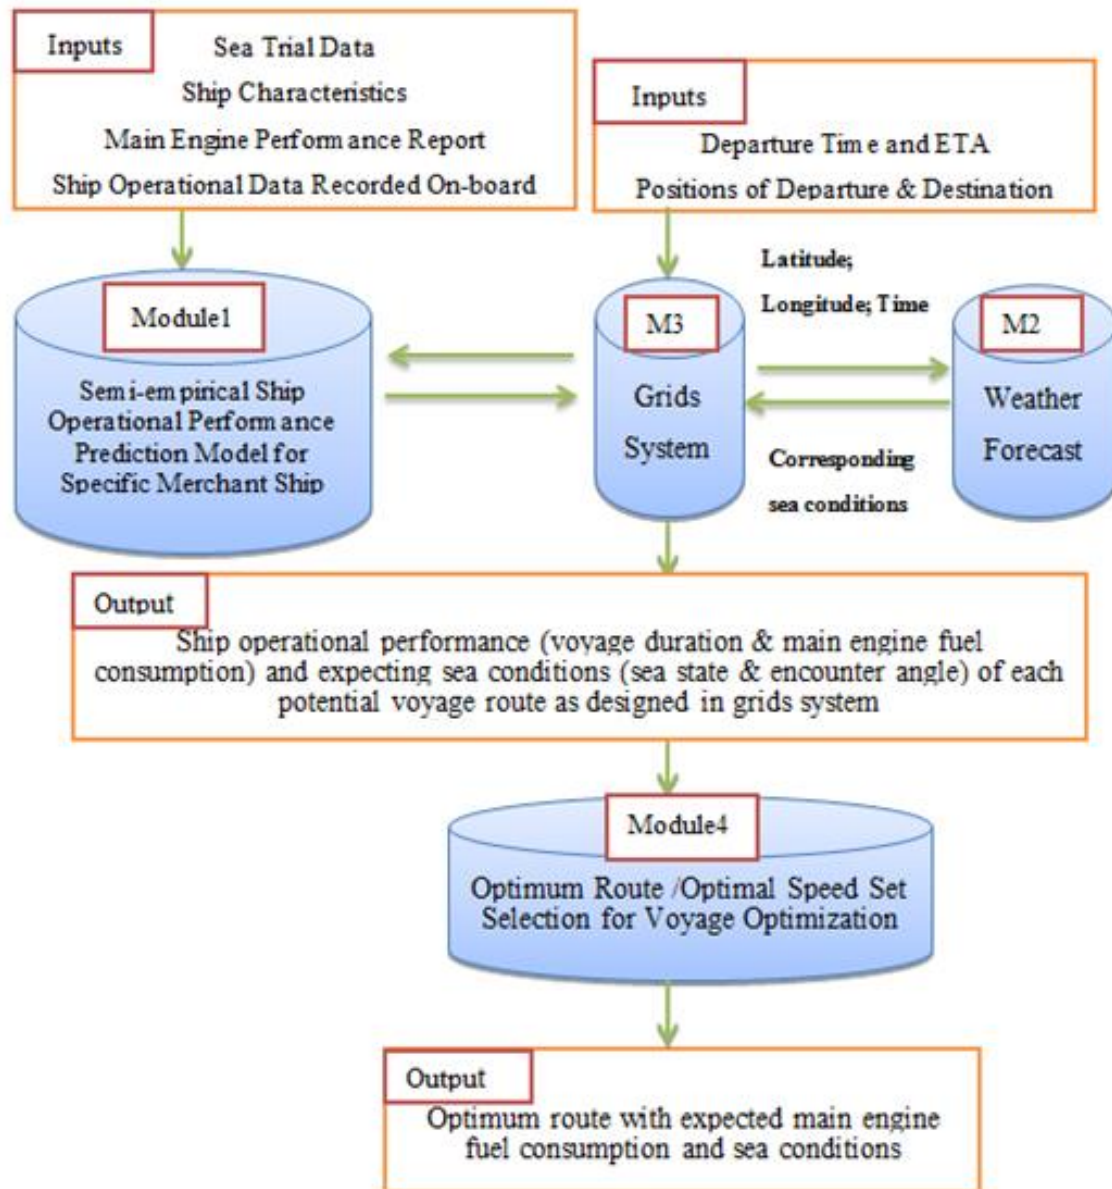 Inputs
Sea Trial Data
Ship Characteristics
Main Engine Performance Report
Ship Operational Data Recorded On-board
Inputs
Departure Time and ETA
Positions of Departure & Destination
Module1
Semi-empirical Ship
Operational Performance
Prediction Model for
Specific Merchant Ship
M3
Grids
System
Latitude;
Longitude; Time
Corresponding
sea conditions
M2
Weather
Forecast
Output
Ship operational performance (voyage duration & main engine fuel
consumption) and expecting sea conditions (sea state & encounter angle) of each
potential voyage route as designed in grids system
Module4
Optimum Route /Optimal Speed Set
Selection for Voyage Optimization
Output
Optimum route with expected main engine
fuel consumption and sea conditions